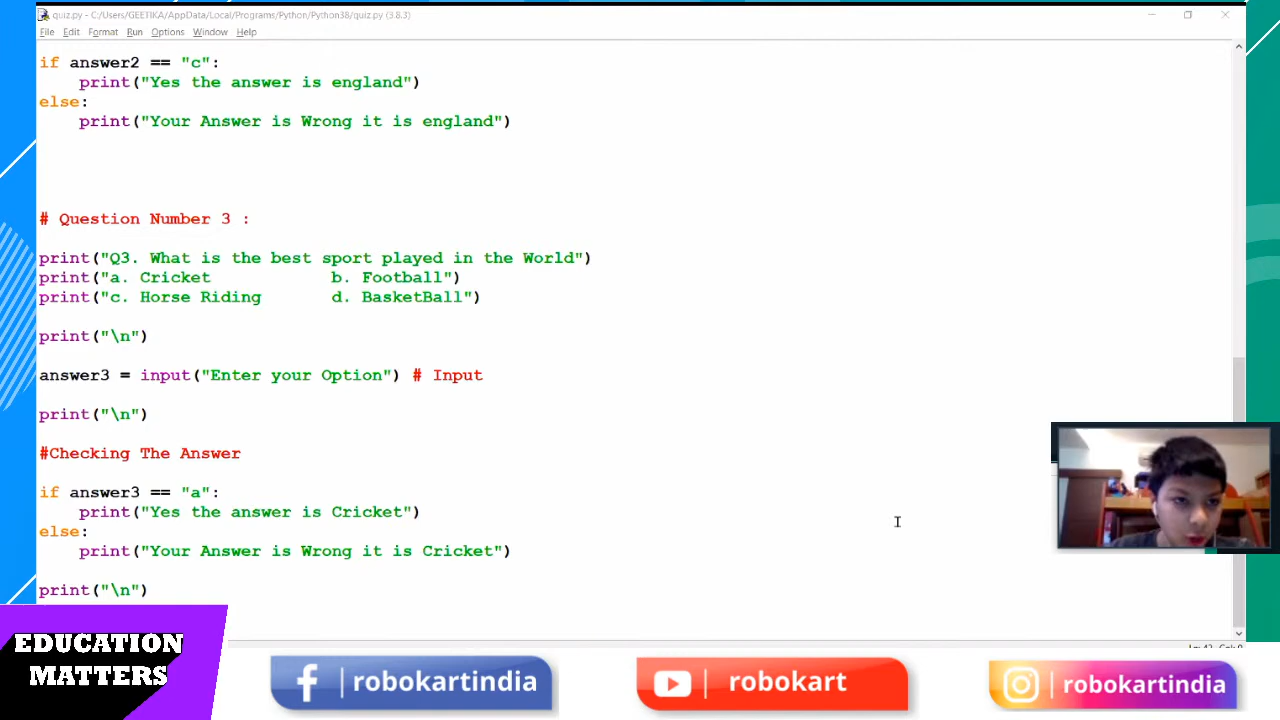 quiz.py - C:/Users/GEETIKA/AppData/Local/Programs/Python/Python38/quiz.py (3.8.3)
File Edit Format Run Options Window Help
if answer2 == "c":
    print("Yes the answer is england")
else:
    print("Your Answer is Wrong it is england")
# Question Number 3 :
print("Q3. What is the best sport played in the World")
print("a. Cricket            b. Football")
print("c. Horse Riding       d. BasketBall")
print("\n")
answer3 = input("Enter your Option") # Input
print("\n")
#Checking The Answer
if answer3 == "a":
    print("Yes the answer is Cricket")
else:
    print("Your Answer is Wrong it is Cricket")
print("\n")
EDUCATION
MATTERS
f | robokartindia
| robokart
| robokartindia